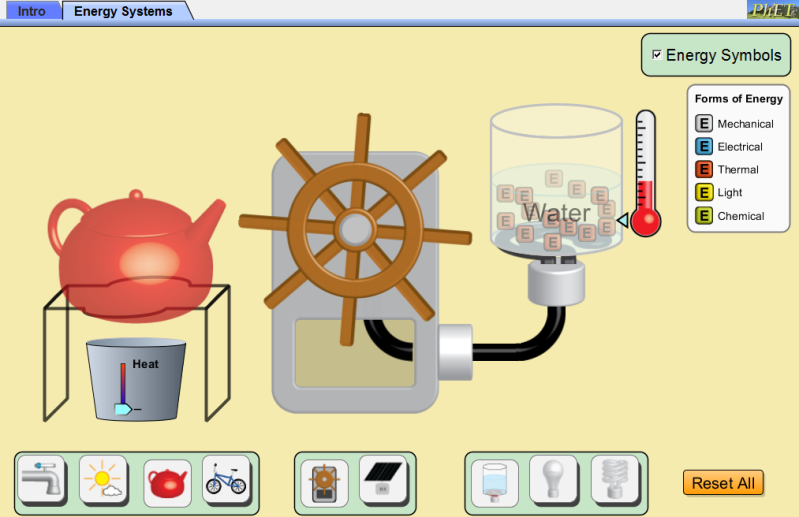 Intro
Energy Systems
PhET
Energy Symbols
Forms of Energy
E Mechanical
E Electrical
E Thermal
E Light
E Chemical
E
E
E
E
E
E
E
Water
E
E
E
E
E
E
E
Heat
Reset All